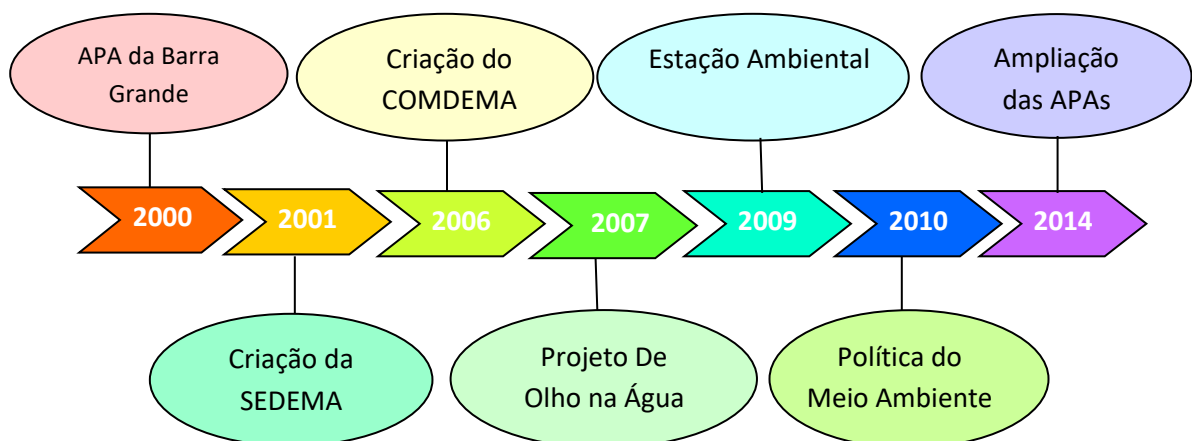 APA da Barra
Grande
Criação do
COMDEMA
Estação Ambiental
Ampliação
das APAs
2000
2001
2006
2007
2009
2010
2014
Criação da
SEDEMA
Projeto De
Olho na Água
Política do
Meio Ambiente